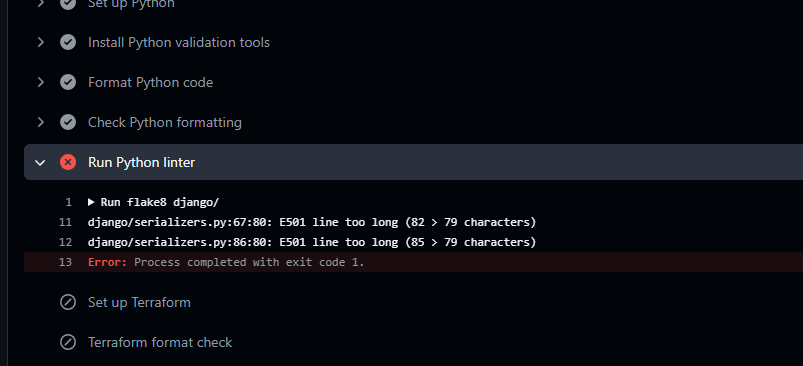 Set up Python
Install Python validation tools
Format Python code
Check Python formatting
Run Python linter
1 Run flake8 django/
11 django/serializers.py:67:80: E501 line too long (82 > 79 characters)
12 django/serializers.py:86:80: E501 line too long (85 > 79 characters)
13 Error: Process completed with exit code 1.
Set up Terraform
Terraform format check